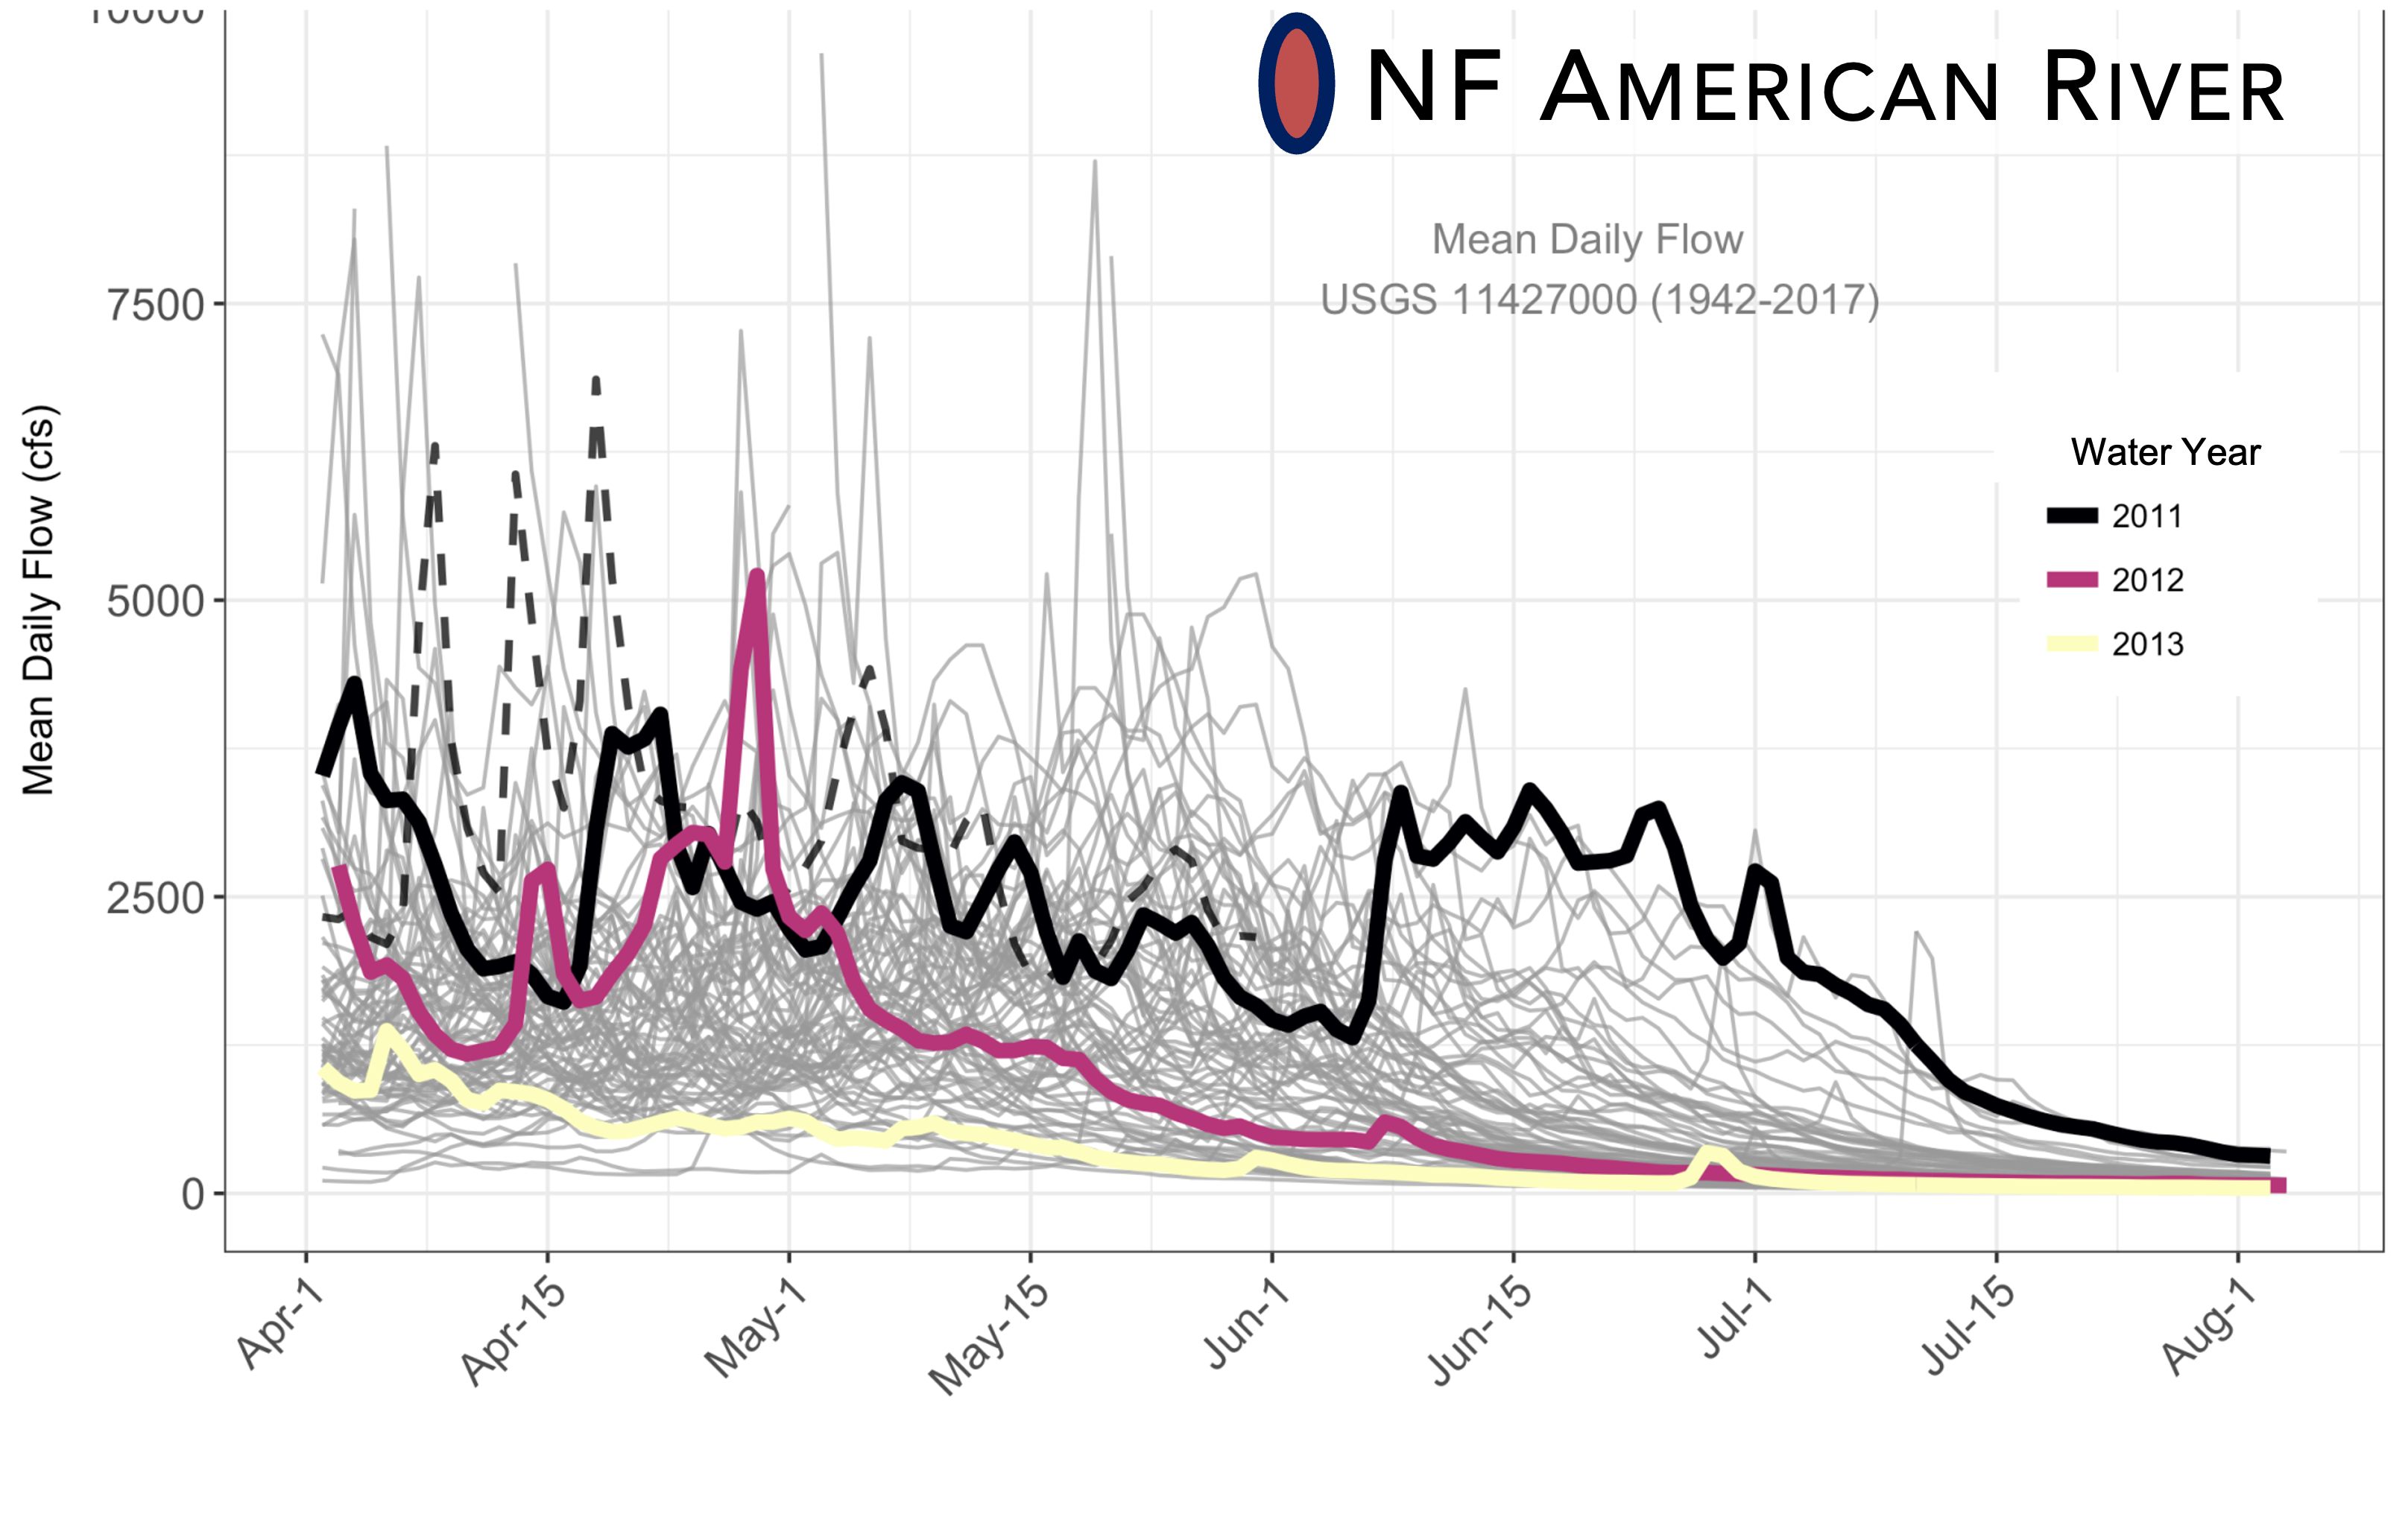 10000
NF AMERICAN RIVER
Mean Daily Flow
7500
USGS 11427000 (1942-2017)
Mean Daily Flow (cfs)
Water Year
2011
5000
2012
2013
2500
0
Apr-1
Apr-15
May-1
May-15
Jun-1
Jun-15
Jul-1
Jul-15
Aug-1